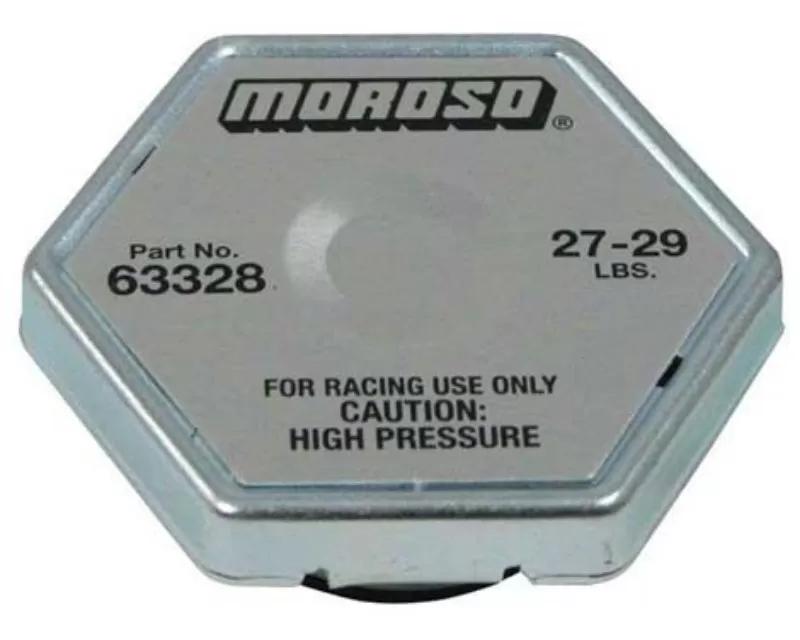 MOROSO®
Part No.
63328
27-29
LBS.
FOR RACING USE ONLY
CAUTION:
HIGH PRESSURE